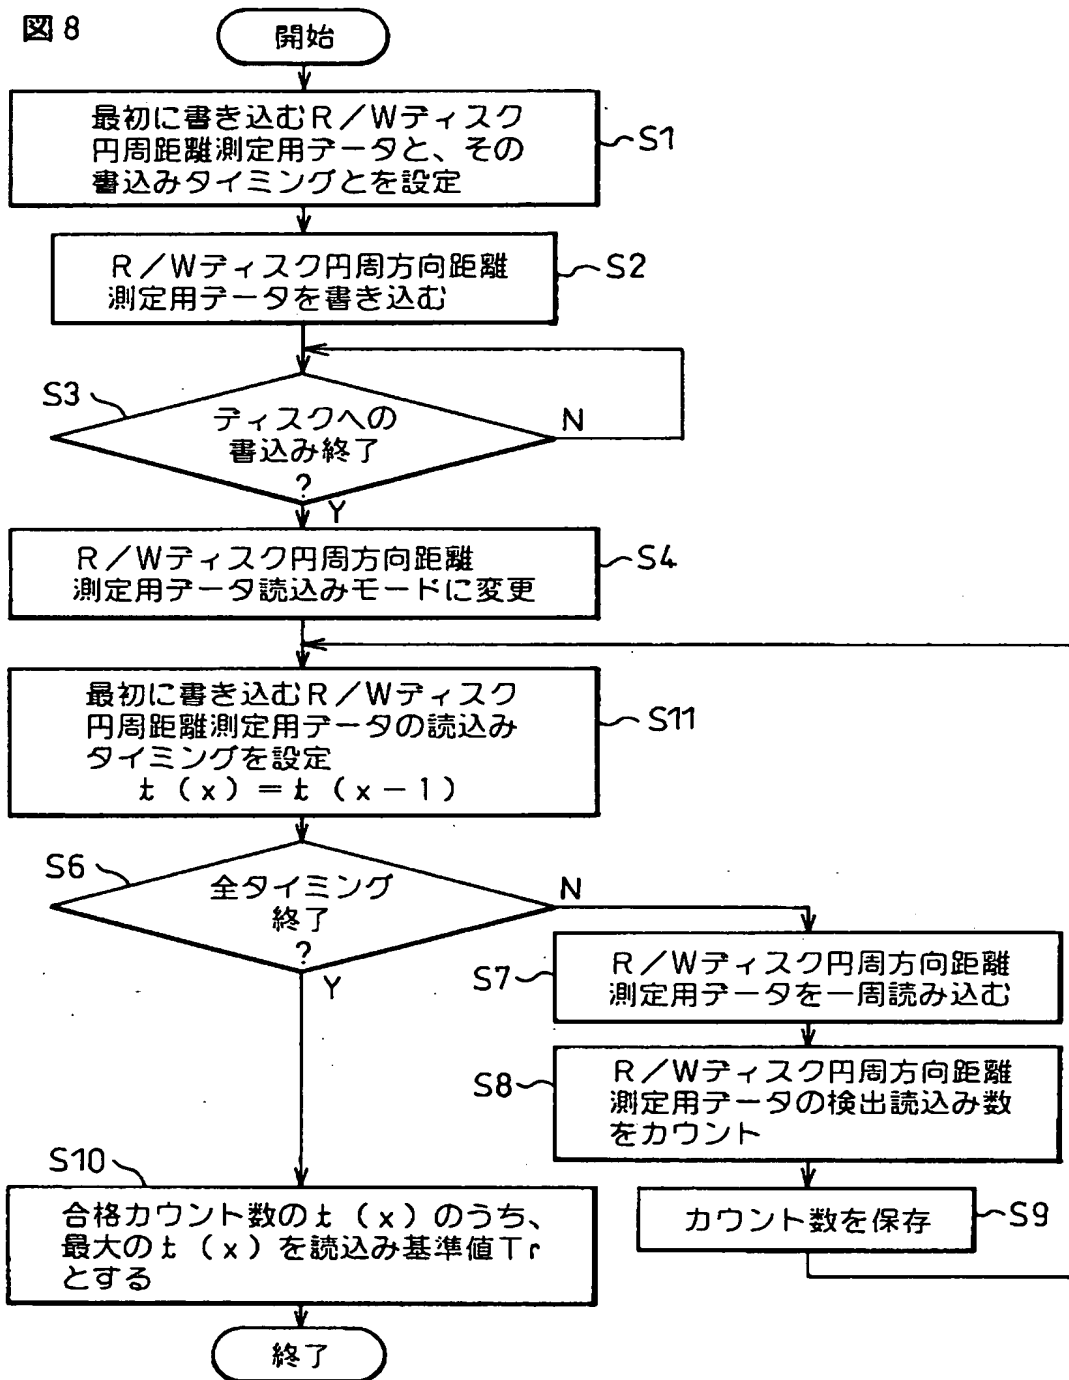 図8
開始
最初に書き込むR／Wディスク
円周距離測定用データと、その
書込みタイミングとを設定
S1
R／Wディスク円周方向距離
測定用データを書き込む
S2
S3
ディスクへの
書込み終了
?
N
Y
R／Wディスク円周方向距離
測定用データ読込みモードに変更
S4
最初に書き込むR／Wディスク
円周距離測定用データの読込み
タイミングを設定
t（x）＝t（x－1）
S11
S6
全タイミング
終了
?
N
Y
S7
R／Wディスク円周方向距離
測定用データを一周読み込む
S8
R／Wディスク円周方向距離
測定用データの検出読込み数
をカウント
カウント数を保存
S9
S10
合格カウント数のt（x）のうち、
最大のt（x）を読込み基準値Tr
とする
終了